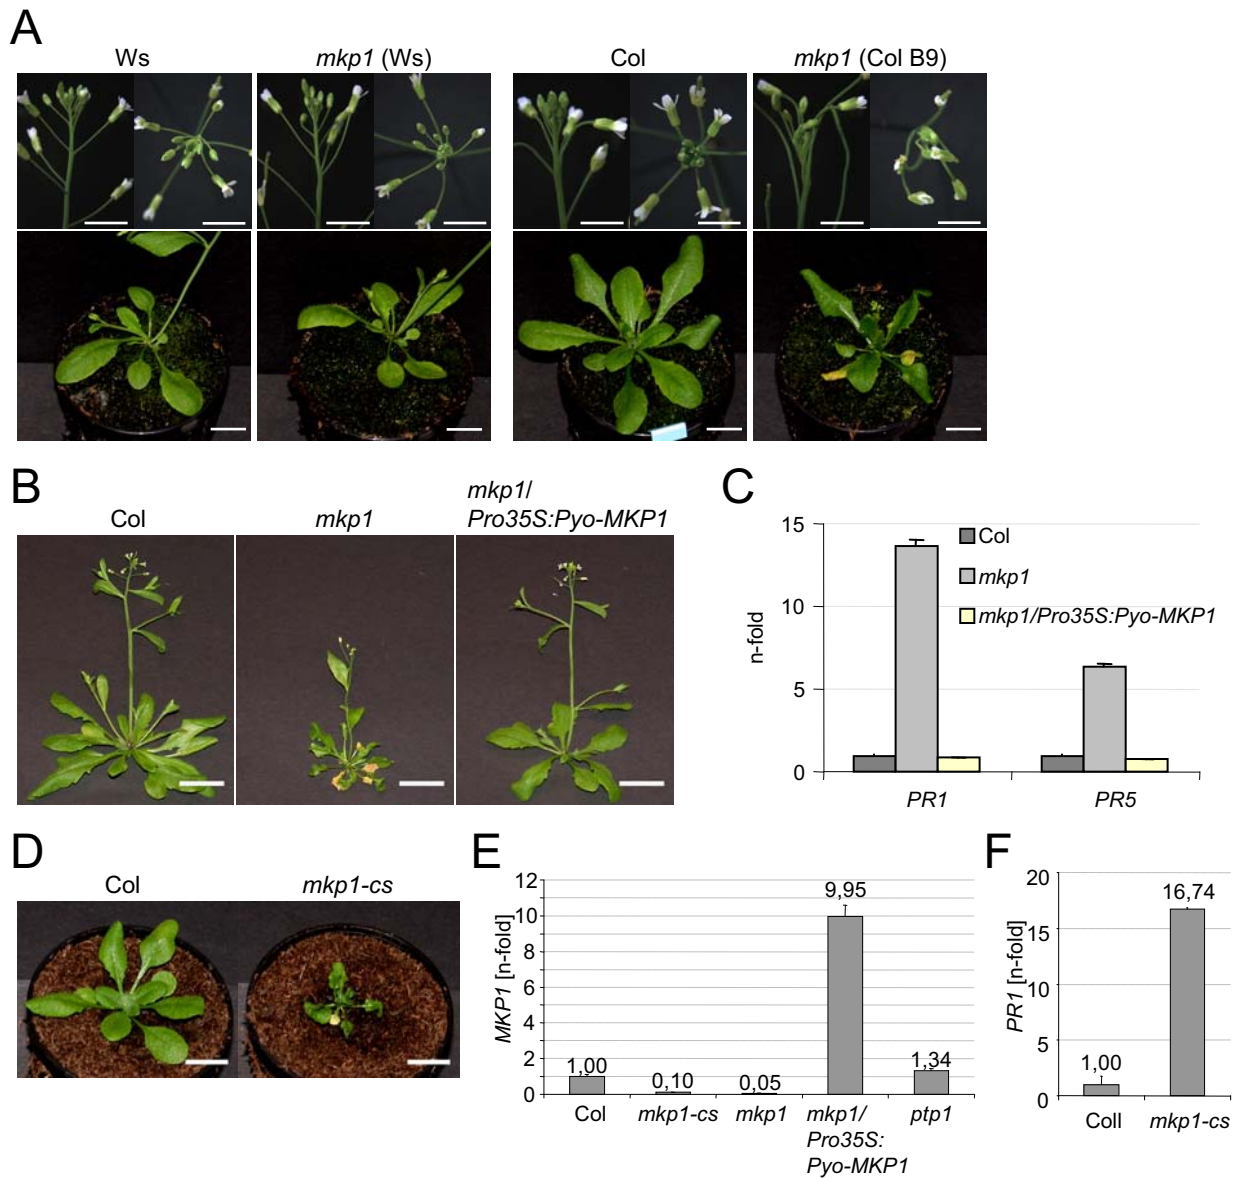 A
Ws
mkp1 (Ws)
Col
mkp1 (Col B9)
B
Col
mkp1
mkp1/
Pro35S:Pyo-MKP1
C
n-fold
15
10
5
0
Col
mkp1
mkp1/Pro35S:Pyo-MKP1
PR1
PR5
D
Col
mkp1-cs
E
MKP1 [n-fold]
12
10
8
6
4
2
0
1,00
0,10
0,05
9,95
1,34
Col
mkp1-cs
mkp1
mkp1/
Pro35S:
Pyo-MKP1
ptp1
F
PR1 [n-fold]
20
15
10
5
0
1,00
16,74
Coll
mkp1-cs